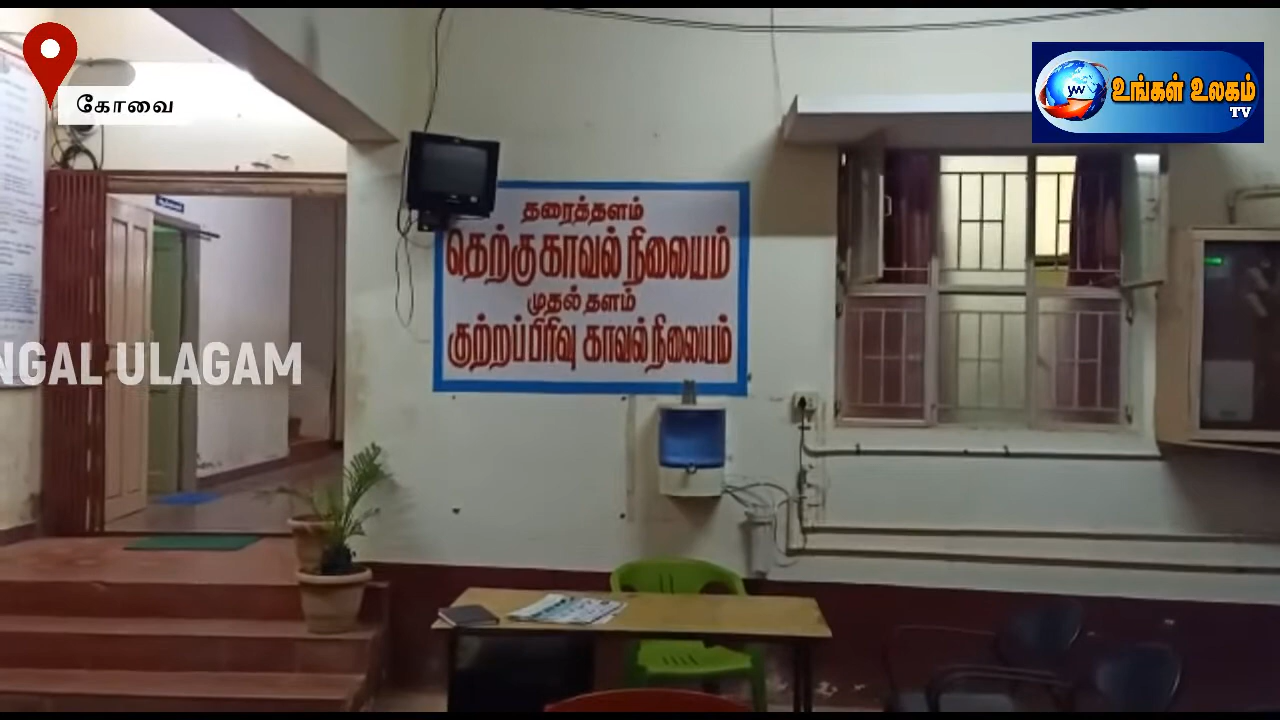 கோவை
உங்கள் உலகம்
TV
தரைத்தளம்
தெற்கு காவல் நிலையம்
முதல் தளம்
குற்றப்பிரிவு காவல் நிலையம்
NGAL ULAGAM